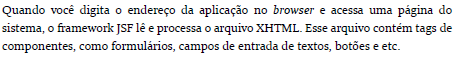 Quando você digita o endereço da aplicação no browser e acessa uma página do
sistema, o framework JSF lê e processa o arquivo XHTML. Esse arquivo contém tags de
componentes, como formulários, campos de entrada de textos, botões e etc.